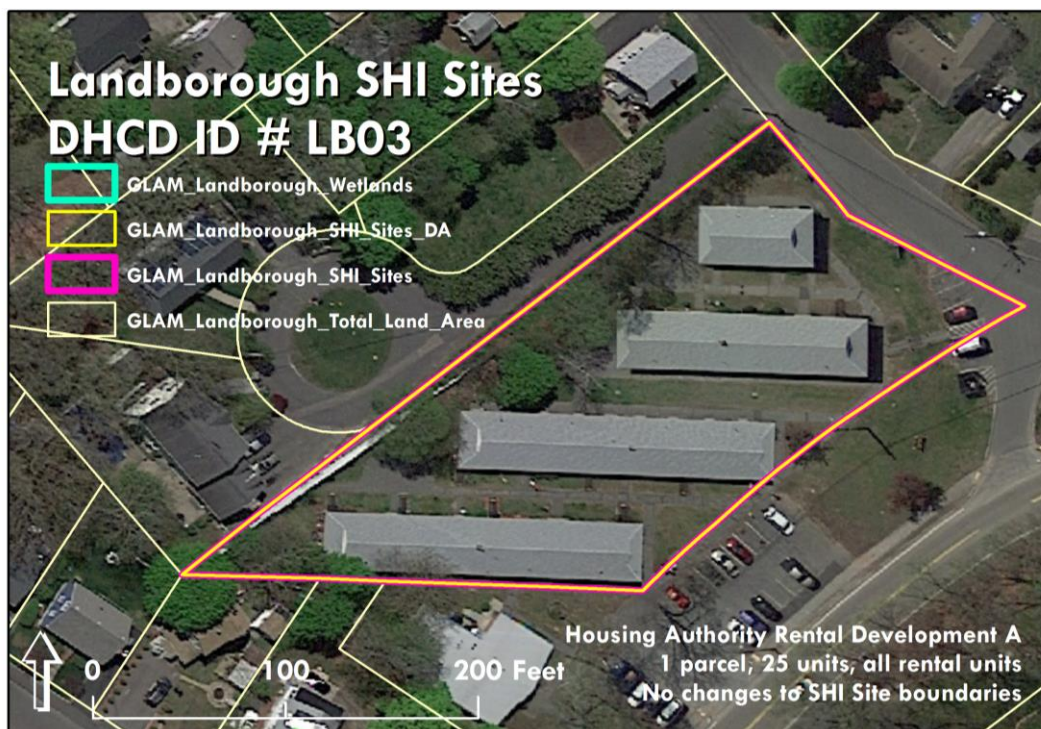 Landborough SHI Sites
DHCD ID # LB03
GLAM_Landborough_Wetlands
GLAM_Landborough_SHI_Sites_DA
GLAM_Landborough_SHI_Sites
GLAM_Landborough_Total_Land_Area
Housing Authority Rental Development A
1 parcel, 25 units, all rental units
No changes to SHI Site boundaries
0 100 200 Feet